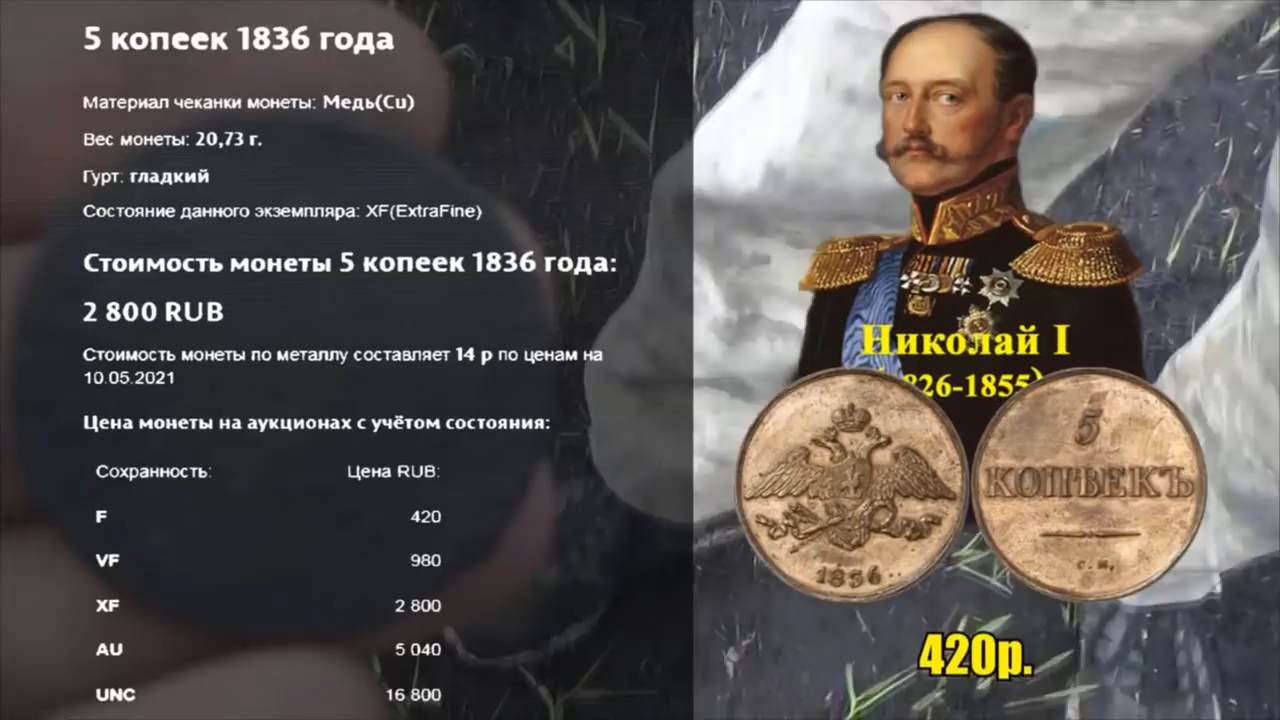 5 копеек 1836 года
Материал чеканки монеты: Медь(Cu)
Вес монеты: 20,73 г.
Гурт: гладкий
Состояние данного экземпляра: XF(ExtraFine)
Стоимость монеты 5 копеек 1836 года:
2 800 RUB
Стоимость монеты по металлу составляет 14 р по ценам на
10.05.2021
Цена монеты на аукционах с учётом состояния:
Сохранность: Цена RUB:
F 420
VF 980
XF 2 800
AU 5 040
UNC 16 800
Николай I
826-1855)
1836
5
КОПѢЕКЪ
С.М.
420р.